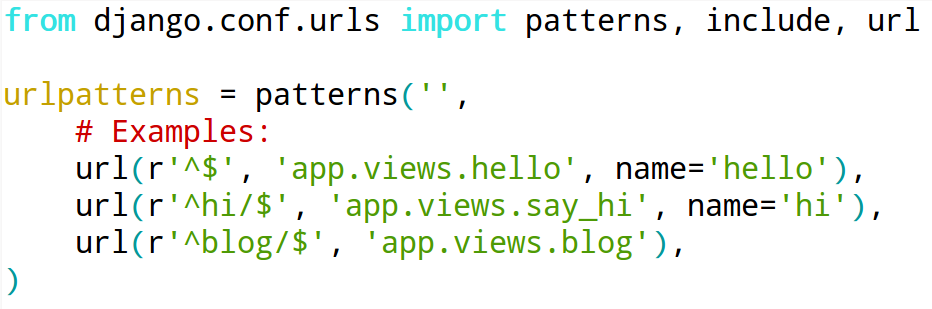 from django.conf.urls import patterns, include, url

urlpatterns = patterns('',
    # Examples:
    url(r'^$', 'app.views.hello', name='hello'),
    url(r'^hi/$', 'app.views.say_hi', name='hi'),
    url(r'^blog/$', 'app.views.blog'),
)